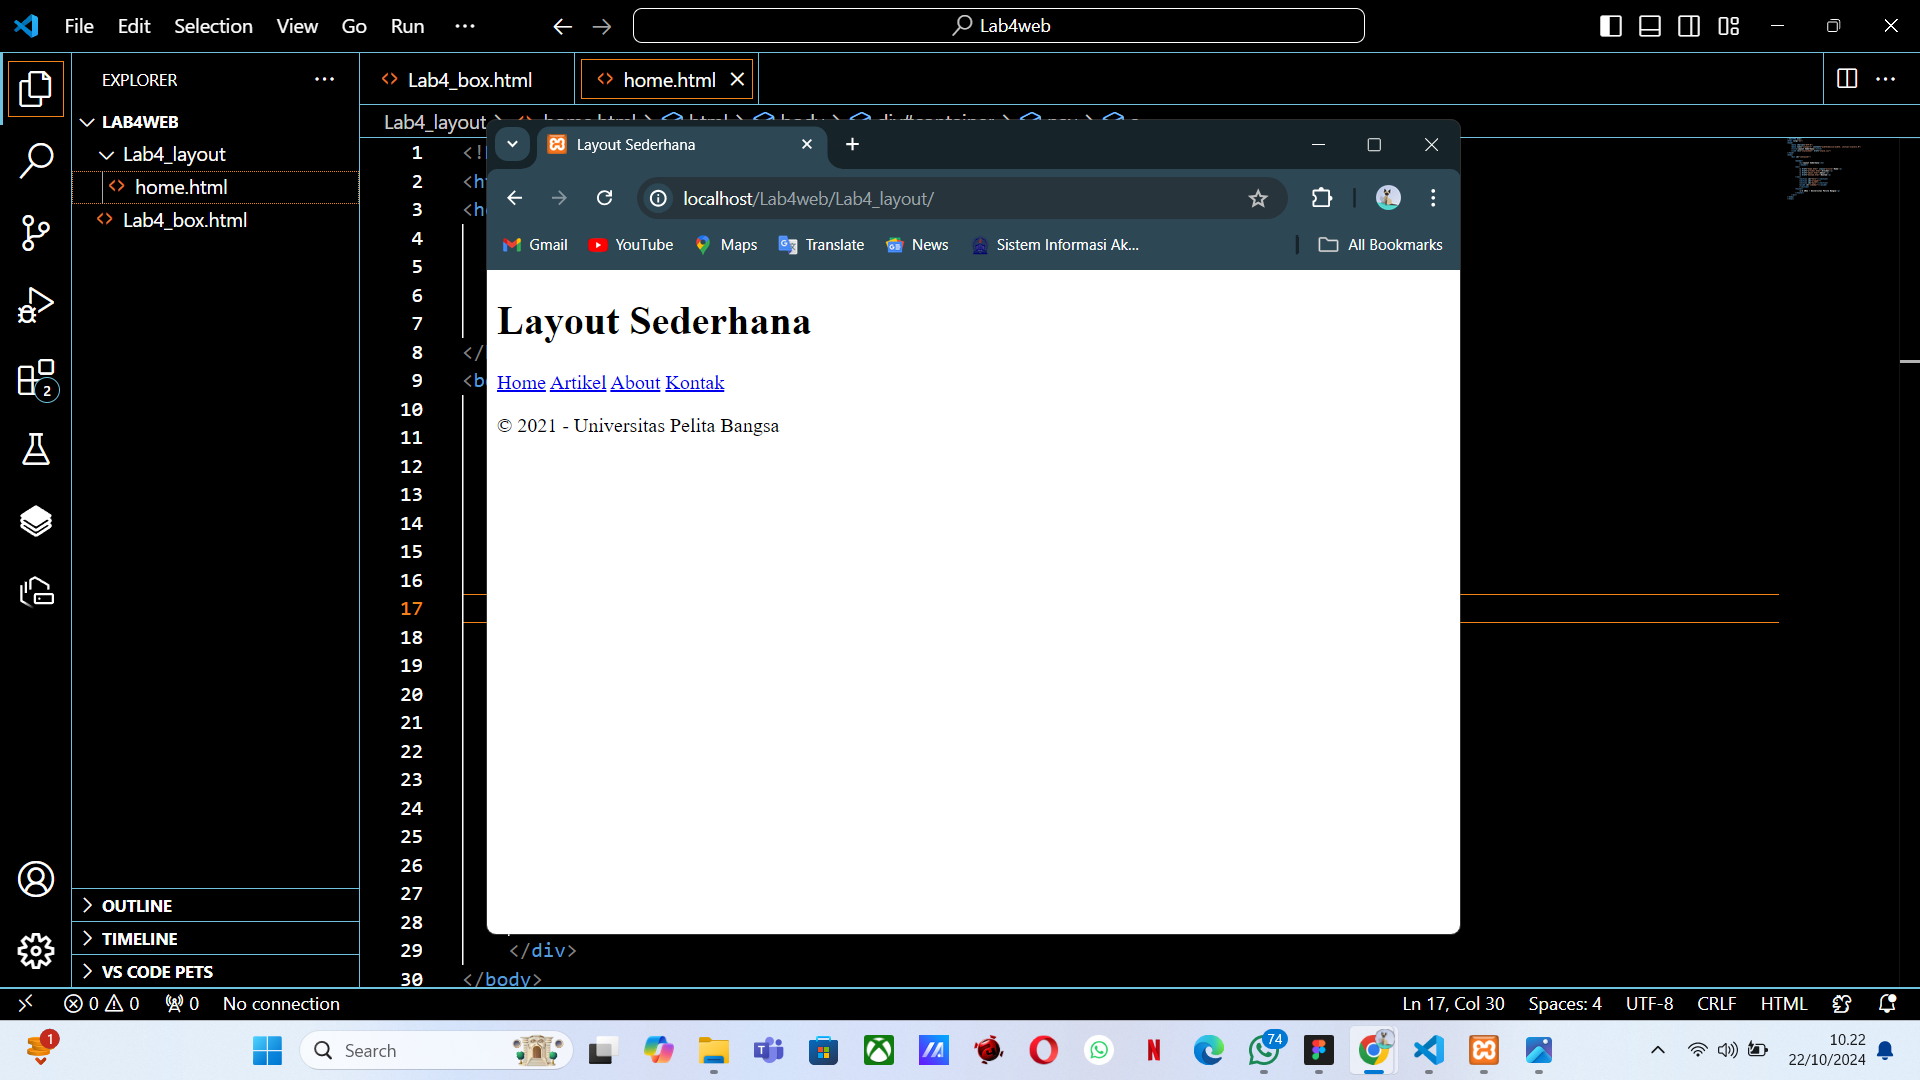 File Edit Selection View Go Run ··· Lab4web
EXPLORER ···
Lab4_box.html home.html
LAB4WEB
Lab4_layout
home.html
Lab4_box.html
Lab4_layout
Layout Sederhana
localhost/Lab4web/Lab4_layout/
Gmail YouTube Maps Translate News Sistem Informasi Ak... All Bookmarks
Layout Sederhana
Home Artikel About Kontak
© 2021 - Universitas Pelita Bangsa
1 <!
2 <h
3 <h
4
5
6
7
8 </
9 <b
10
11
12
13
14
15
16
17
18
19
20
21
22
23
24
25
26
27
28
29 </div>
30 </body>
2
OUTLINE
TIMELINE
VS CODE PETS
0 0 0 No connection Ln 17, Col 30 Spaces: 4 UTF-8 CRLF HTML
1 Search 74 10.22
22/10/2024